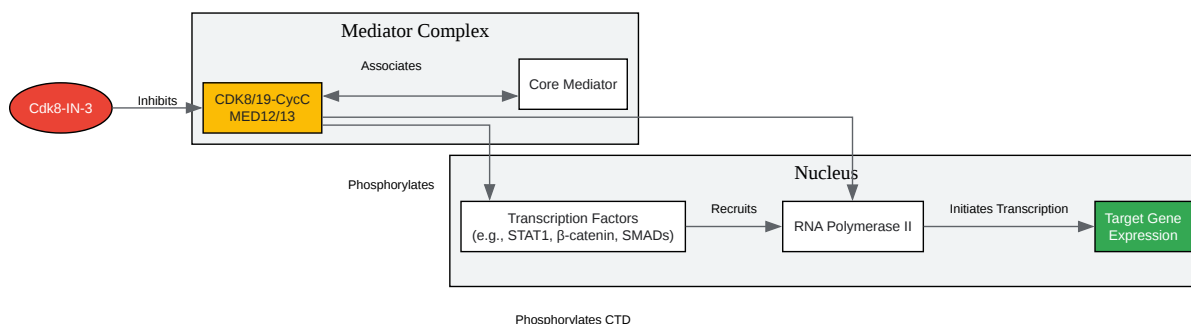 Mediator Complex
Associates
Core Mediator
Cdk8-IN-3
Inhibits
CDK8/19-CycC
MED12/13
Nucleus
Phosphorylates
Transcription Factors
(e.g., STAT1, β-catenin, SMADs)
Recruits
RNA Polymerase II
Initiates Transcription
Target Gene
Expression
Phosphorylates CTD